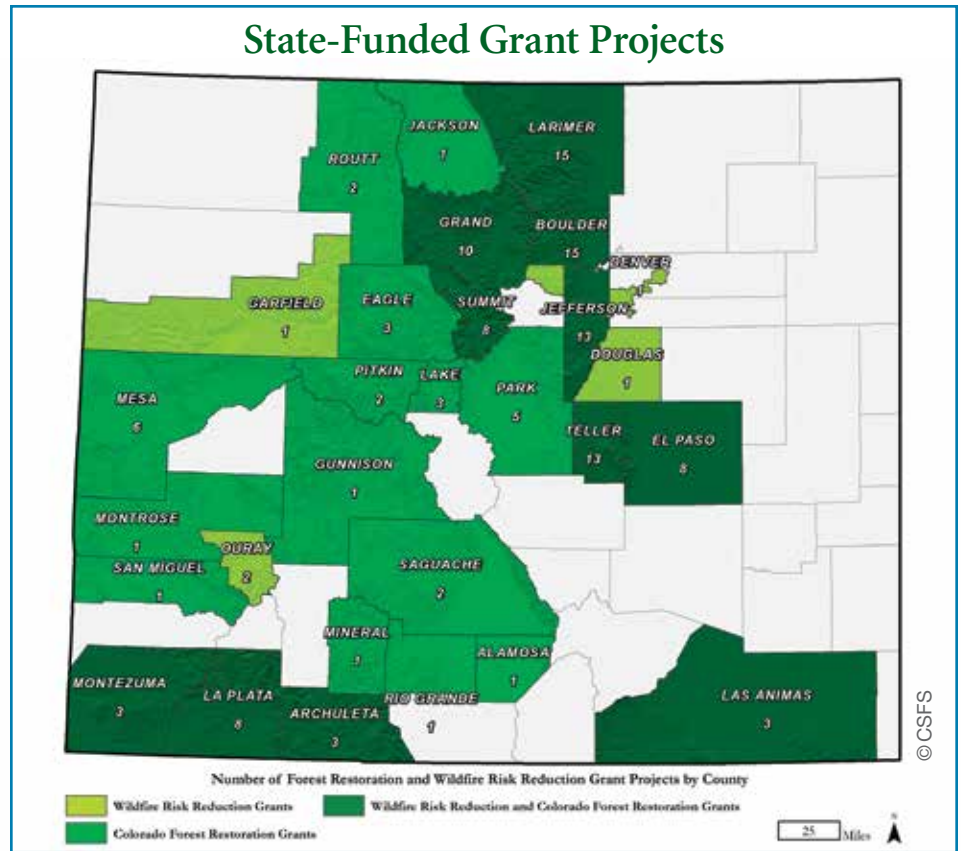 State-Funded Grant Projects
JACKSON
1
LARIMER
15
ROUTT
2
GRAND
10
BOULDER
15
DENVER
1
GARFIELD
1
EAGLE
3
SUMMIT
8
JEFFERSON
13
DOUGLAS
1
PITKIN
2
LAKE
3
PARK
5
MESA
6
TELLER
13
EL PASO
8
GUNNISON
1
MONTROSE
1
OURAY
2
SAN MIGUEL
1
SAGUACHE
2
MINERAL
1
ALAMOSA
1
RIO GRANDE
1
MONTEZUMA
3
LA PLATA
8
ARCHULETA
3
LAS ANIMAS
3
©CSFS
Number of Forest Restoration and Wildfire Risk Reduction Grant Projects by County
Wildfire Risk Reduction Grants
Wildfire Risk Reduction and Colorado Forest Restoration Grants
Colorado Forest Restoration Grants
25 Miles
N